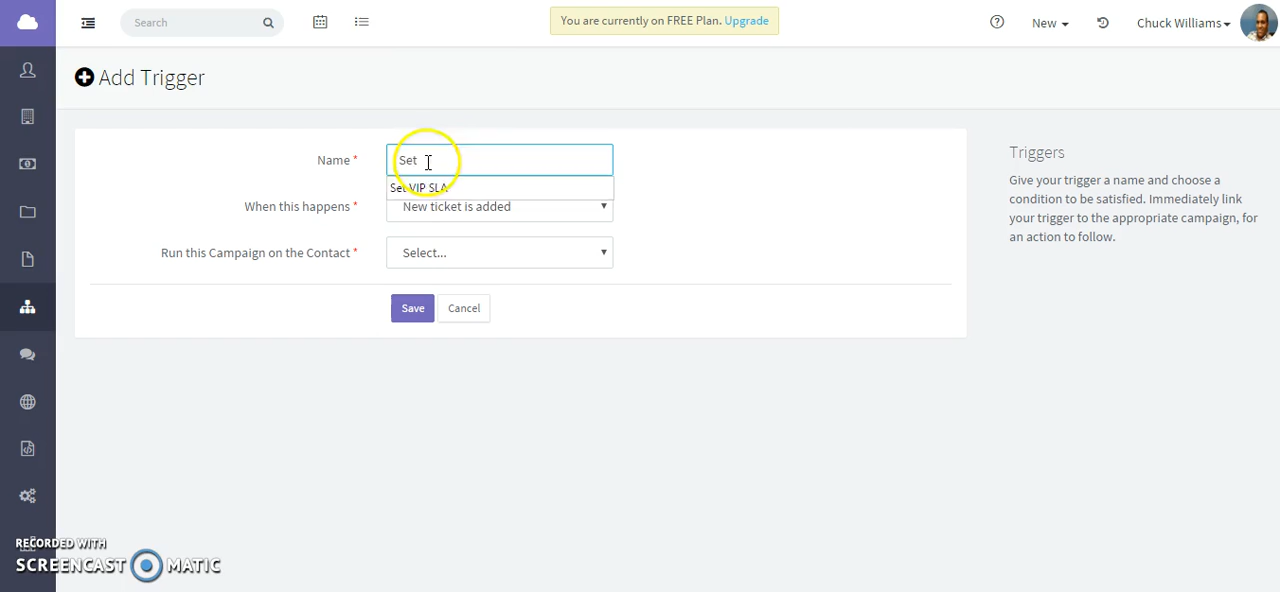 Search
You are currently on FREE Plan. Upgrade
New
Chuck Williams
Add Trigger
Name *
Set
Set VIP SLA
When this happens *
New ticket is added
Run this Campaign on the Contact *
Select...
Save
Cancel
Triggers
Give your trigger a name and choose a
condition to be satisfied. Immediately link
your trigger to the appropriate campaign, for
an action to follow.
RECORDED WITH
SCREENCAST MATIC